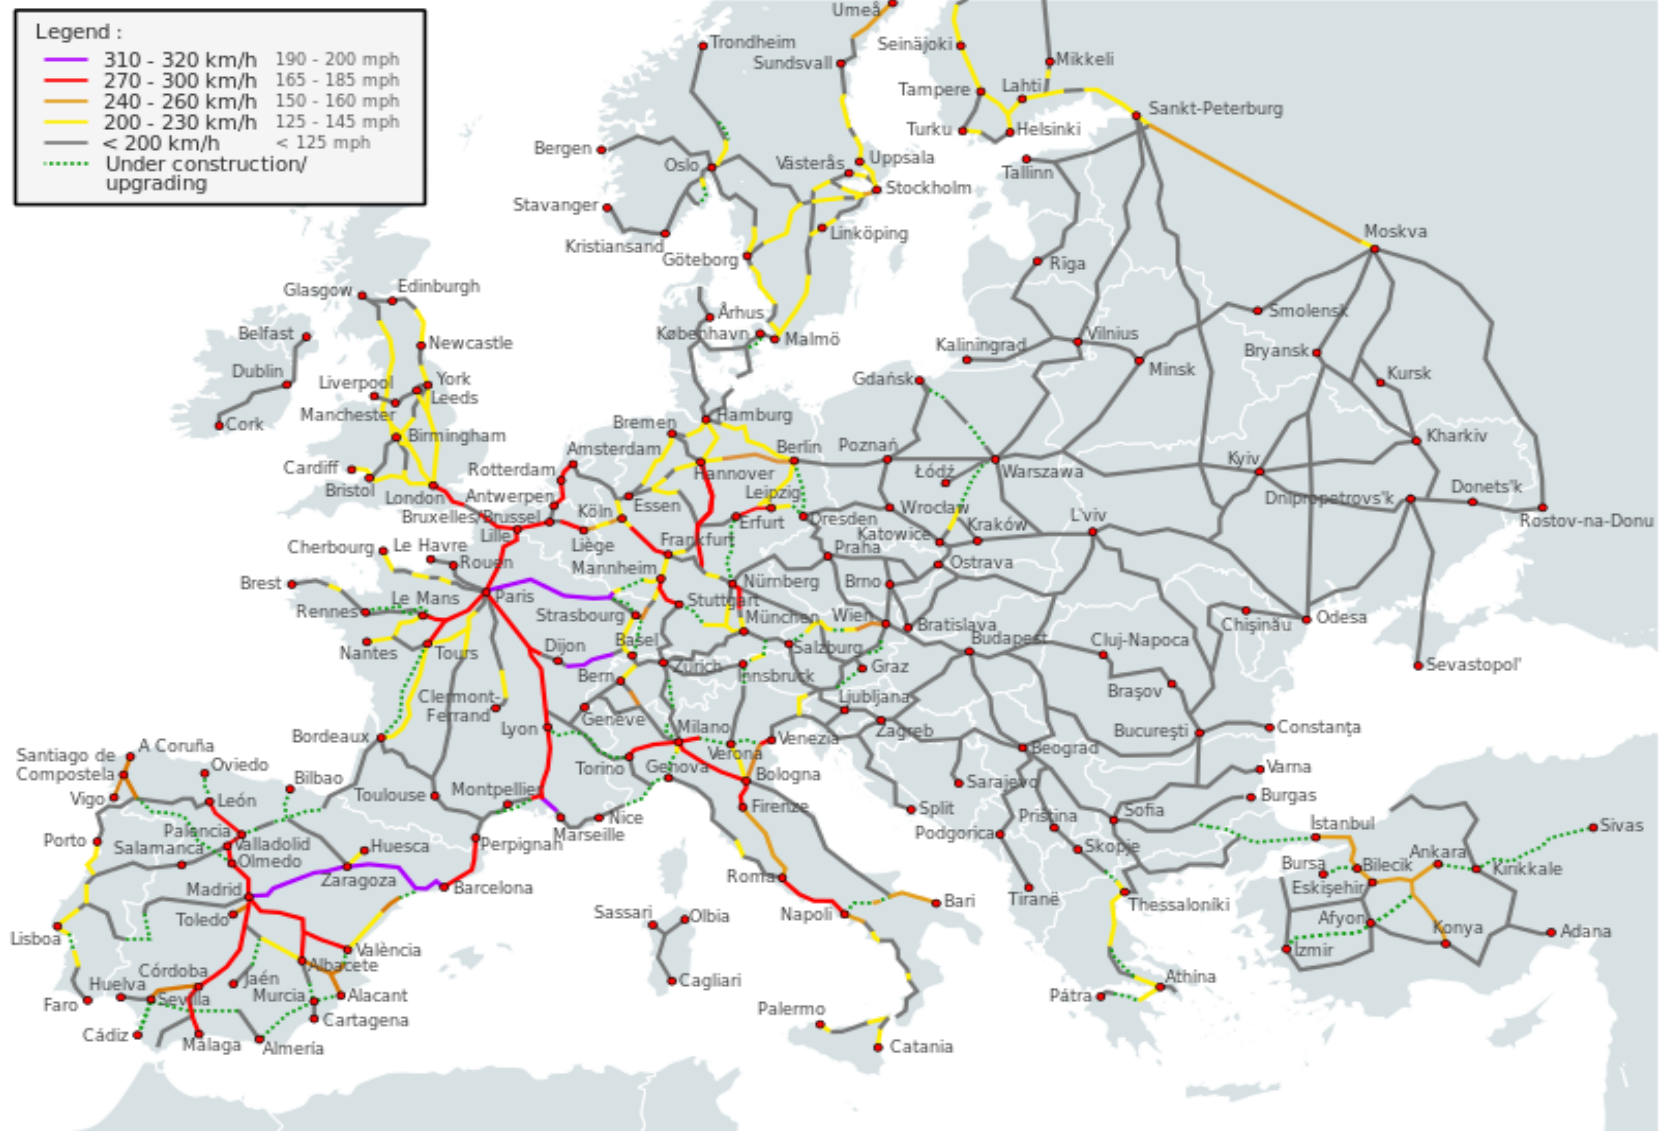 Legend :
310 - 320 km/h 190 - 200 mph
270 - 300 km/h 165 - 185 mph
240 - 260 km/h 150 - 160 mph
200 - 230 km/h 125 - 145 mph
< 200 km/h < 125 mph
Under construction/
upgrading
Umeå
Trondheim
Sundsvall
Seinäjoki
Mikkeli
Tampere
Lahti
Sankt-Peterburg
Turku
Helsinki
Bergen
Oslo
Västerås
Uppsala
Tallinn
Stockholm
Stavanger
Kristiansand
Linköping
Göteborg
Moskva
Rīga
Glasgow
Edinburgh
Århus
Smolensk
Belfast
Newcastle
København
Malmö
Kaliningrad
Vilnius
Minsk
Bryansk
Dublin
Liverpool
York
Leeds
Gdańsk
Kursk
Manchester
Cork
Birmingham
Bremen
Hamburg
Amsterdam
Berlin
Poznań
Kharkiv
Cardiff
Rotterdam
Hannover
Łódź
Warszawa
Kyiv
Bristol
London
Antwerpen
Essen
Leipzig
Dnipropetrovs'k
Donets'k
Bruxelles/Brussel
Köln
Erfurt
Dresden
Wrocław
Katowice
Kraków
L'viv
Rostov-na-Donu
Lille
Liège
Frankfurt
Praha
Cherbourg
Le Havre
Rouen
Mannheim
Ostrava
Brest
Nürnberg
Brno
Rennes
Le Mans
Paris
Strasbourg
Stuttgart
München
Wien
Bratislava
Chişinău
Odesa
Nantes
Tours
Dijon
Basel
Salzburg
Budapest
Cluj-Napoca
Bern
Zürich
Innsbruck
Graz
Sevastopol'
Clermont-
Ferrand
Genève
Ljubljana
Braşov
Bordeaux
Lyon
Milano
Verona
Venezia
Zagreb
Beograd
Bucureşti
Constanţa
Santiago de
Compostela
A Coruña
Oviedo
Bilbao
Torino
Genova
Bologna
Sarajevo
Varna
Vigo
León
Toulouse
Montpellier
Nice
Marseille
Firenze
Split
Burgas
Porto
Palencia
Valladolid
Olmedo
Salamanca
Huesca
Perpignan
Podgorica
Pristina
Sofia
İstanbul
Sivas
Skopje
Bursa
Bilecik
Ankara
Kirikkale
Zaragoza
Barcelona
Roma
Eskişehir
Madrid
Toledo
Napoli
Bari
Tiranë
Thessaloníki
Lisboa
València
Albacete
Sassari
Olbia
Afyon
Konya
İzmir
Adana
Córdoba
Huelva
Sevilla
Jaén
Murcia
Alacant
Cagliari
Pátra
Athína
Faro
Cádiz
Málaga
Almería
Cartagena
Palermo
Catania